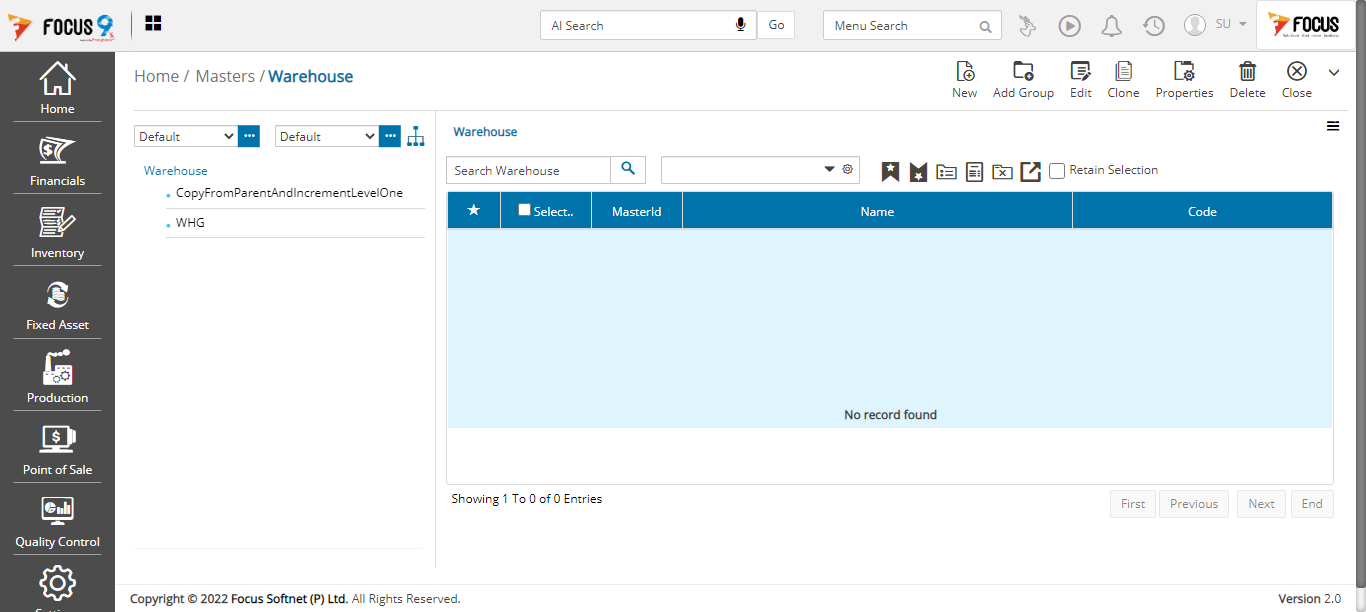 FOCUS 9
AI Search
Go
Menu Search
SU
FOCUS
Home
Financials
Inventory
Fixed Asset
Production
Point of Sale
Quality Control
Home / Masters / Warehouse
New
Add Group
Edit
Clone
Properties
Delete
Close
Default
Default
Warehouse
CopyFromParentAndIncrementLevelOne
WHG
Warehouse
Search Warehouse
Retain Selection
Select..
MasterId
Name
Code
No record found
Showing 1 To 0 of 0 Entries
First
Previous
Next
End
Copyright © 2022 Focus Softnet (P) Ltd. All Rights Reserved.
Version 2.0